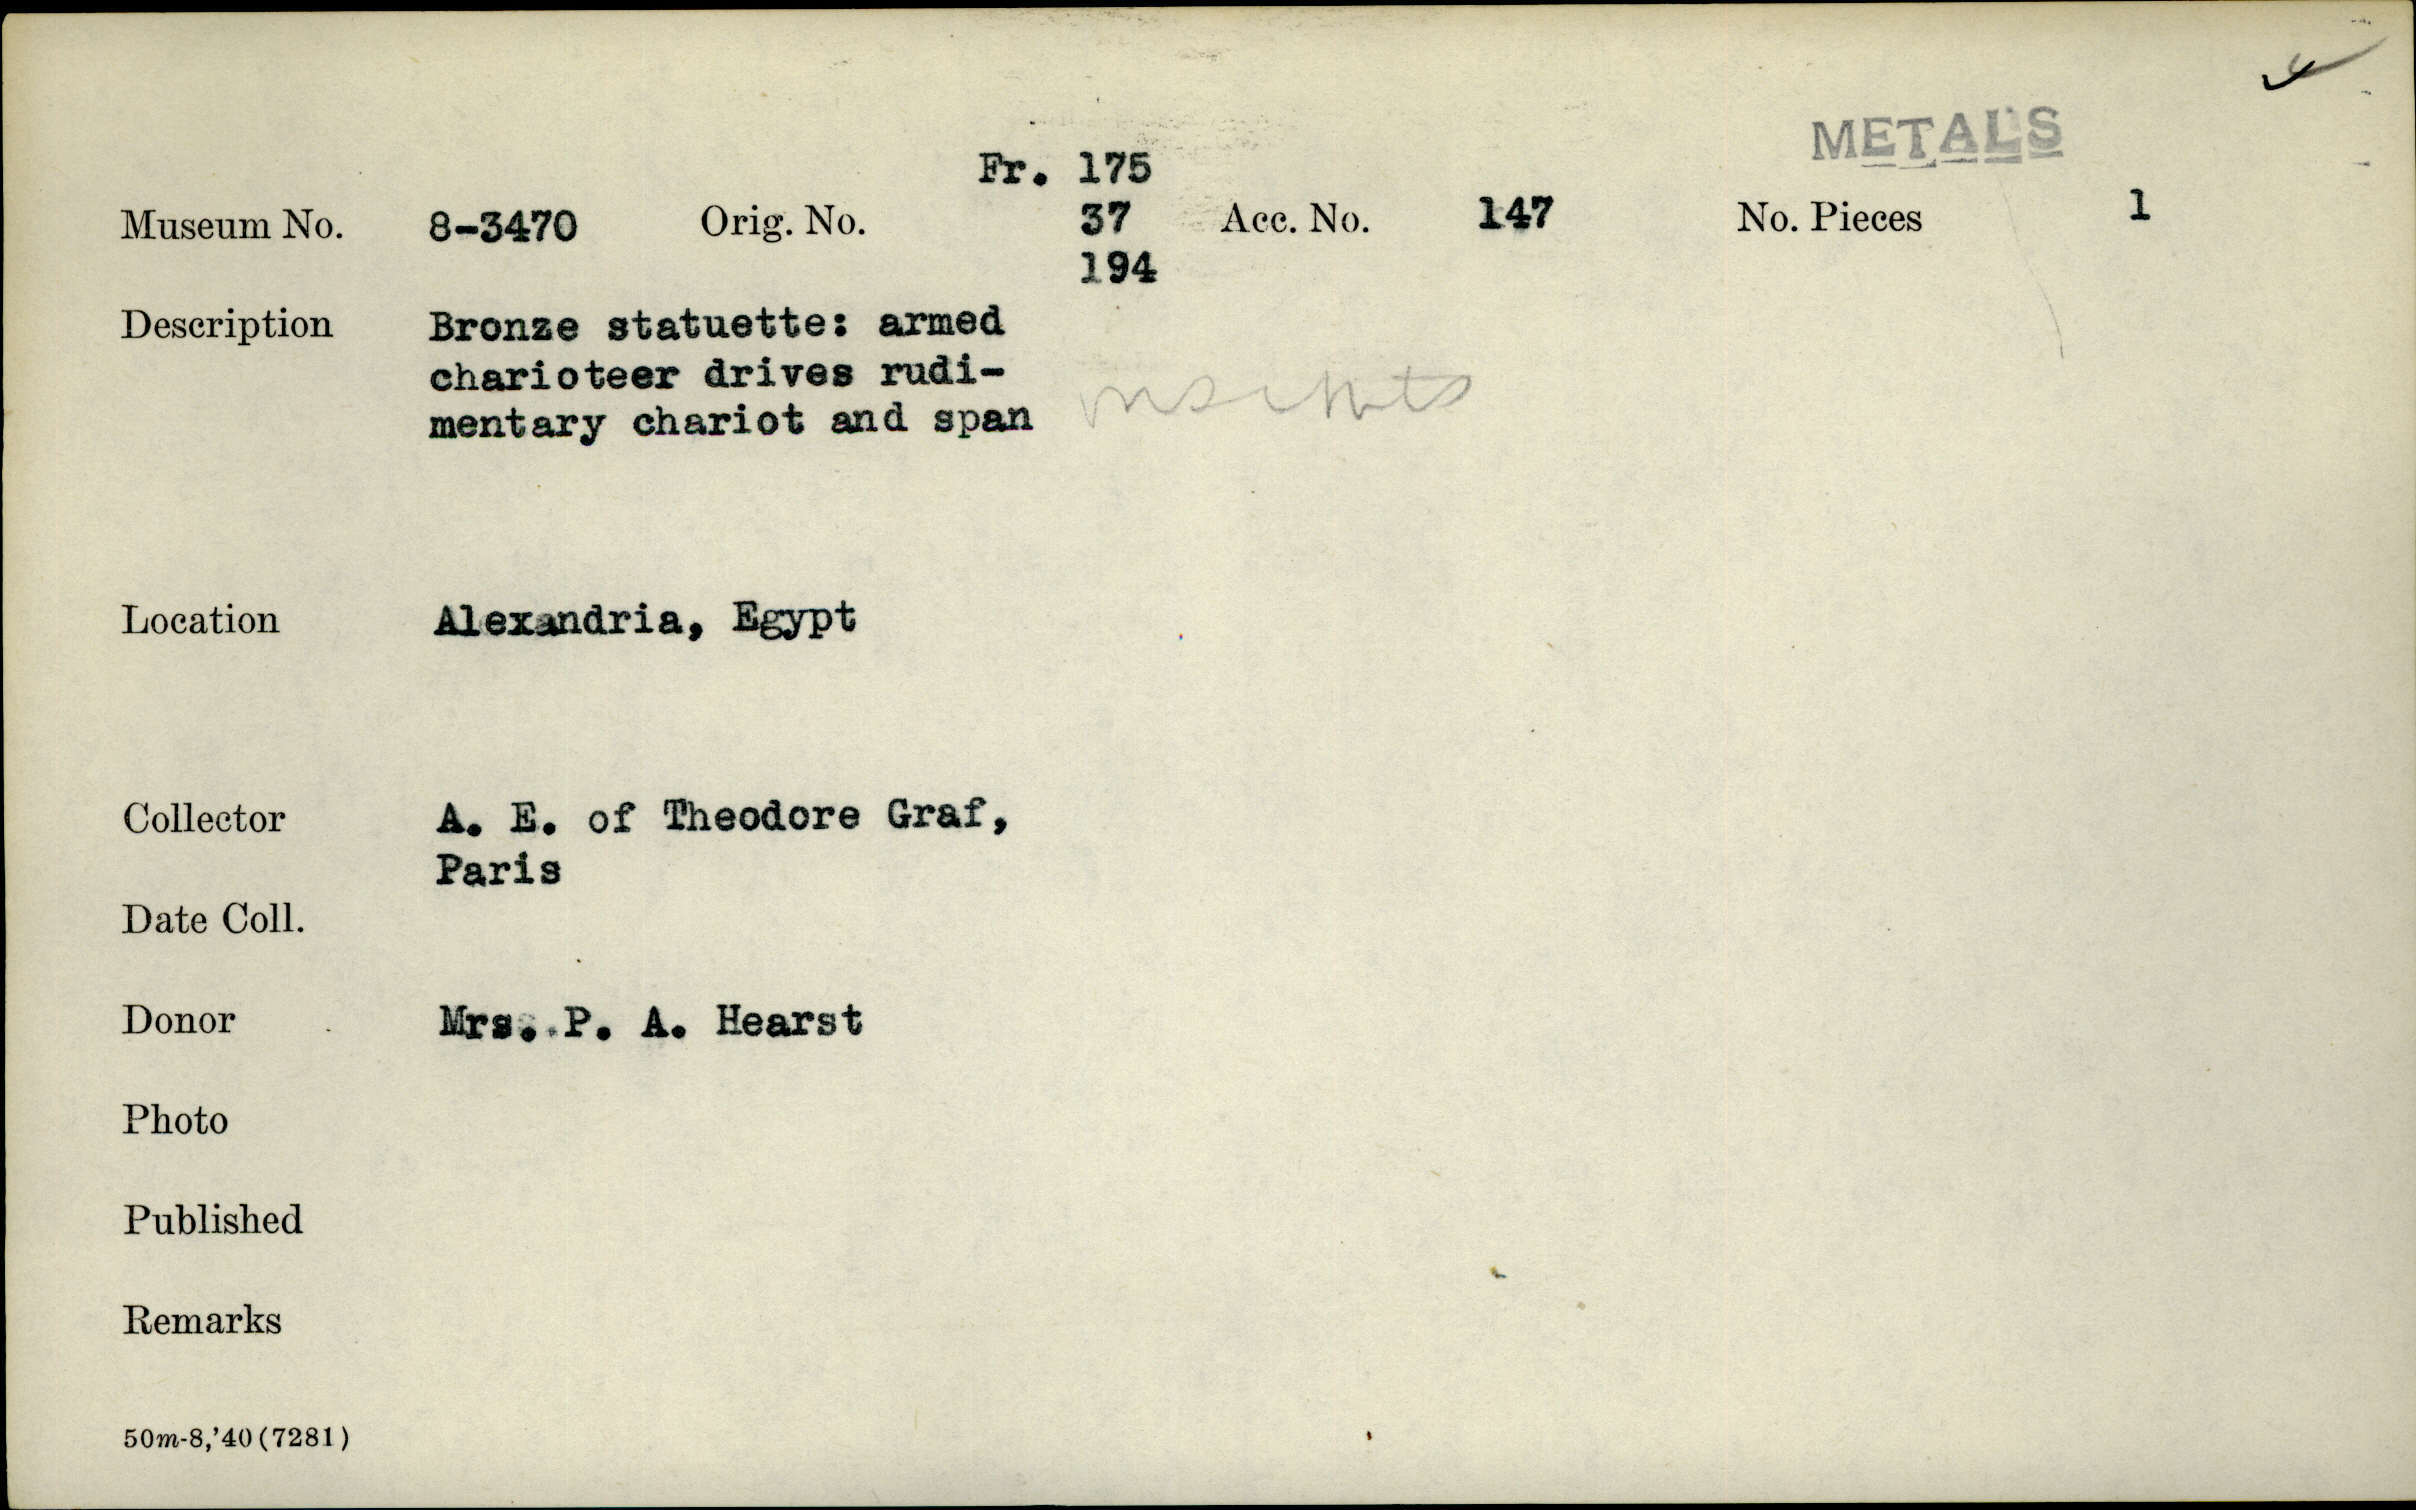 METALS
Fr. 175
Museum No. 8-3470 Orig. No. 37 Acc. No. 147 No. Pieces 1
194
Description Bronze statuette: armed
charioteer drives rudi-
mentary chariot and span
Location Alexandria, Egypt
Collector A. E. of Theodore Graf,
Paris
Date Coll.
Donor Mrs. P. A. Hearst
Photo
Published
Remarks
50m-8,'40(7281)